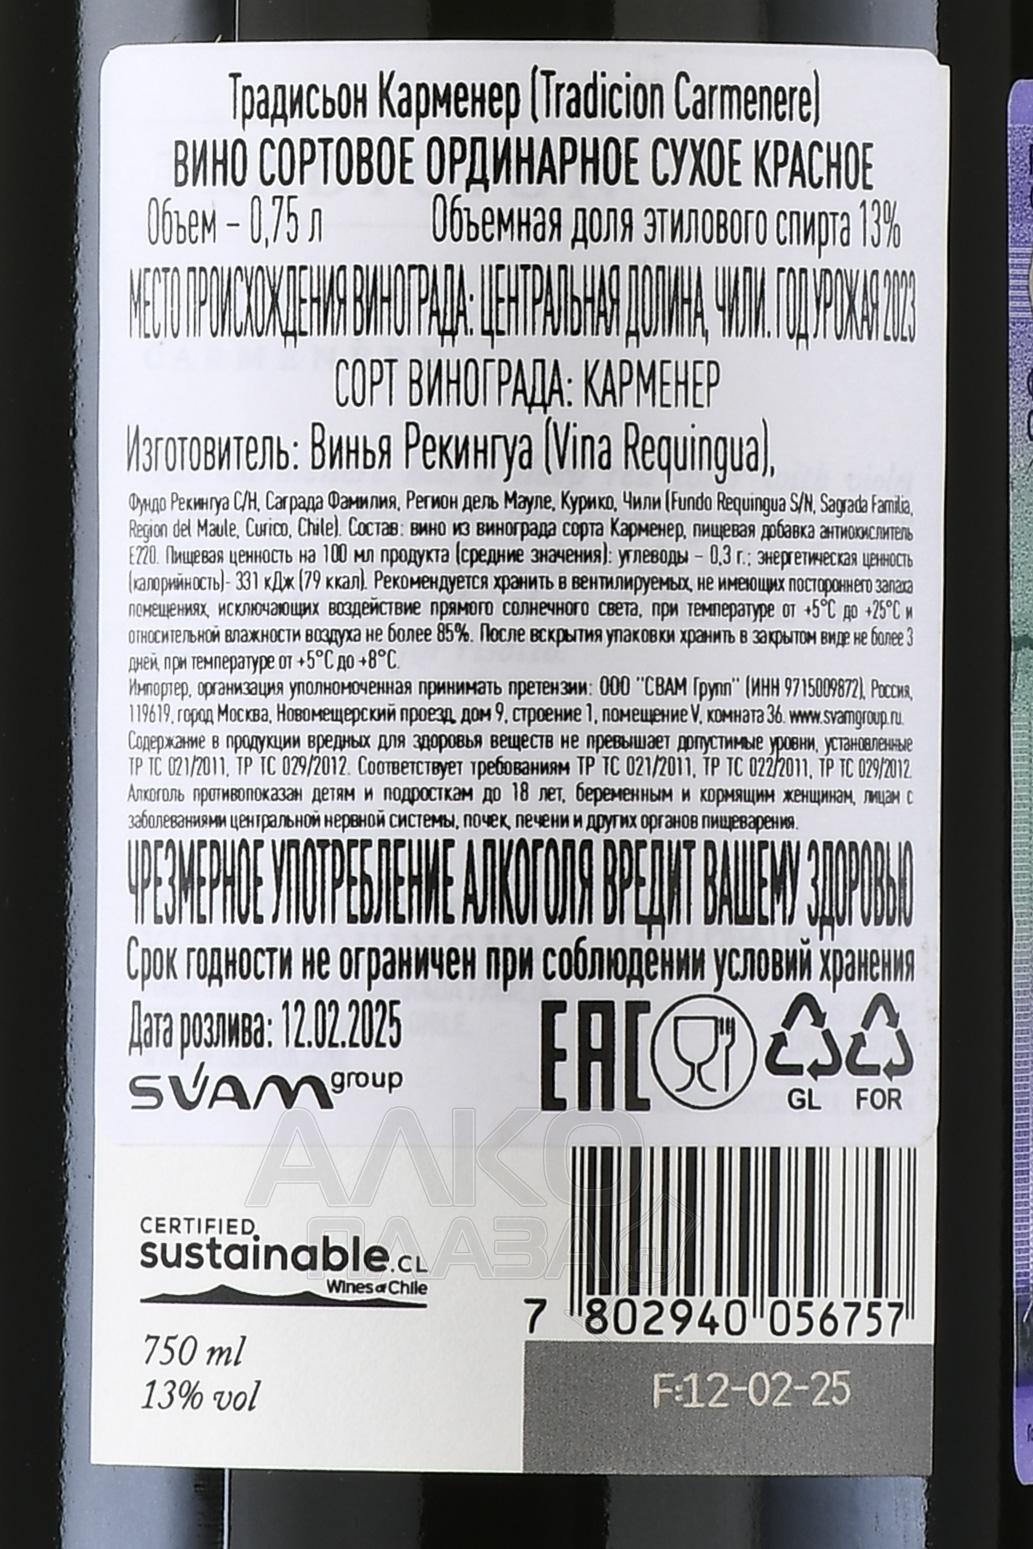 Традисьон Карменер (Tradicion Carmenere)
ВИНО СОРТОВОЕ ОРДИНАРНОЕ СУХОЕ КРАСНОЕ
Объем – 0,75 л Объемная доля этилового спирта 13%
МЕСТО ПРОИСХОЖДЕНИЯ ВИНОГРАДА: ЦЕНТРАЛЬНАЯ ДОЛИНА, ЧИЛИ. ГОД УРОЖАЯ 2023
СОРТ ВИНОГРАДА: КАРМЕНЕР
Изготовитель: Винья Рекингуа (Vina Requingua),
Фундо Рекингуа С/Н, Саграда Фамилия, Регион дель Мауле, Курико, Чили (Fundo Requingua S/N, Sagrada Familia,
Region del Maule, Curico, Chile). Состав: вино из винограда сорта Карменер, пищевая добавка антиокислитель
Е220. Пищевая ценность на 100 мл продукта (средние значения): углеводы – 0,3 г.; энергетическая ценность
(калорийность)- 331 кДж (79 ккал). Рекомендуется хранить в вентилируемых, не имеющих постороннего запаха
помещениях, исключающих воздействие прямого солнечного света, при температуре от +5°С до +25°С и
относительной влажности воздуха не более 85%. После вскрытия упаковки хранить в закрытом виде не более 3
дней, при температуре от +5°С до +8°С.
Импортер, организация уполномоченная принимать претензии: ООО "СВАМ Групп" (ИНН 9715009872), Россия,
119619, город Москва, Новомещерский проезд, дом 9, строение 1, помещение V, комната 36. www.svamgroup.ru.
Содержание в продукции вредных для здоровья веществ не превышает допустимые уровни, установленные
ТР ТС 021/2011, ТР ТС 029/2012. Соответствует требованиям ТР ТС 021/2011, ТР ТС 022/2011, ТР ТС 029/2012.
Алкоголь противопоказан детям и подросткам до 18 лет, беременным и кормящим женщинам, лицам с
заболеваниями центральной нервной системы, почек, печени и других органов пищеварения.
ЧРЕЗМЕРНОЕ УПОТРЕБЛЕНИЕ АЛКОГОЛЯ ВРЕДИТ ВАШЕМУ ЗДОРОВЬЮ
Срок годности не ограничен при соблюдении условий хранения
Дата розлива: 12.02.2025
SVAM group
EAC
GL FOR
АЛКО
ПЛАЗА
CERTIFIED
sustainable.CL
Wines of Chile
7 802940 056757
750 ml
13% vol
F:12-02-25